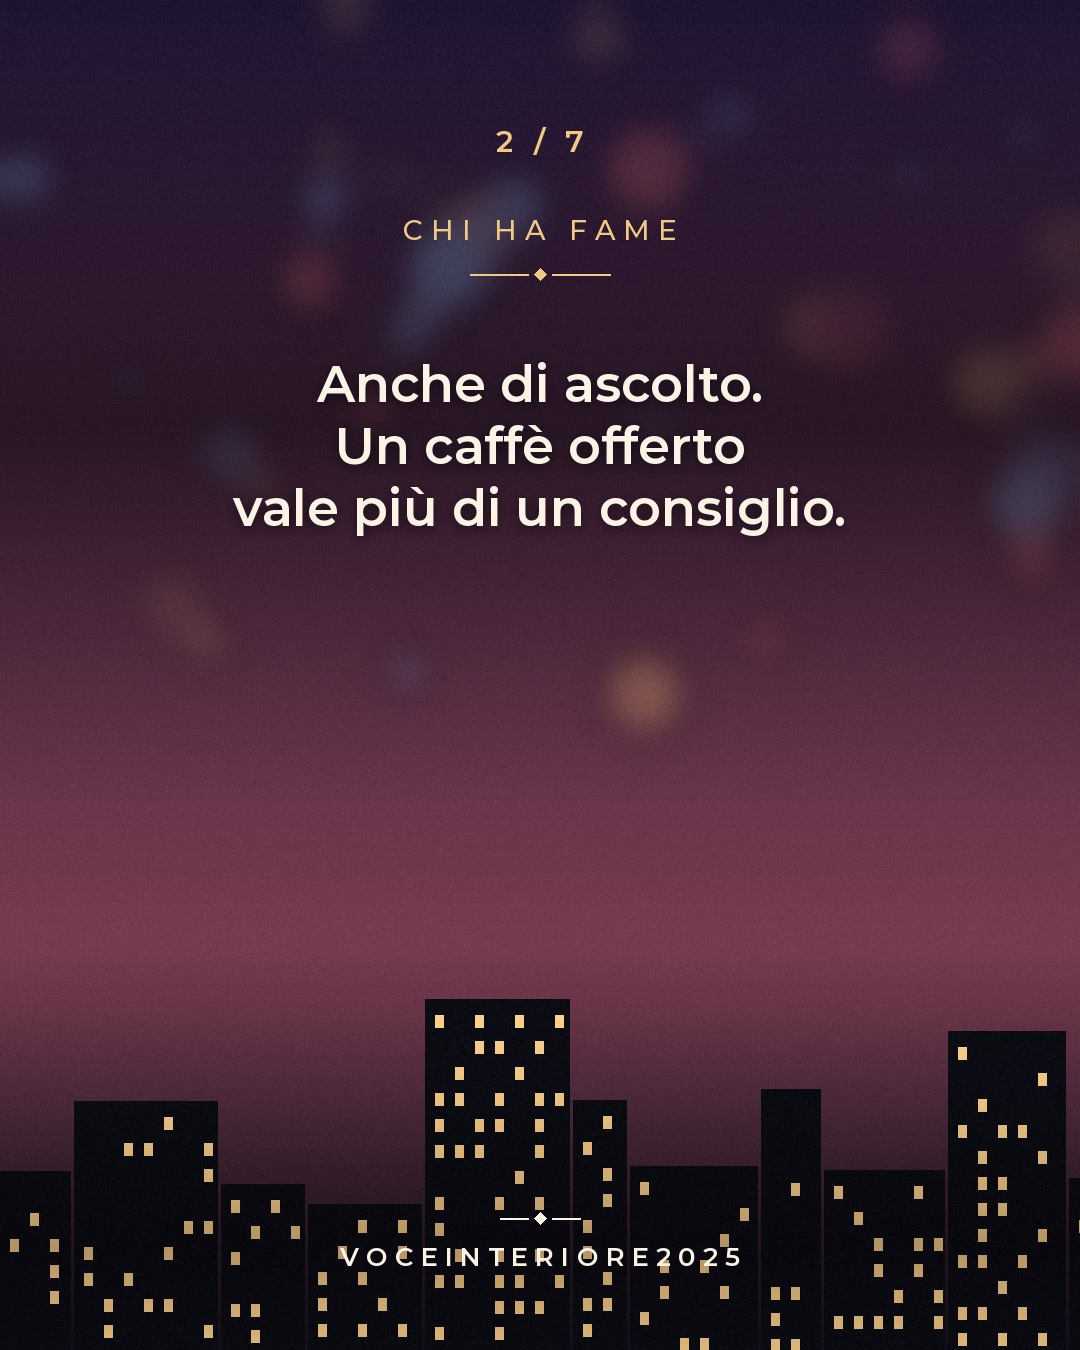 2 / 7
CHI HA FAME
Anche di ascolto.
Un caffè offerto
vale più di un consiglio.
VOCEINTERIORE2025